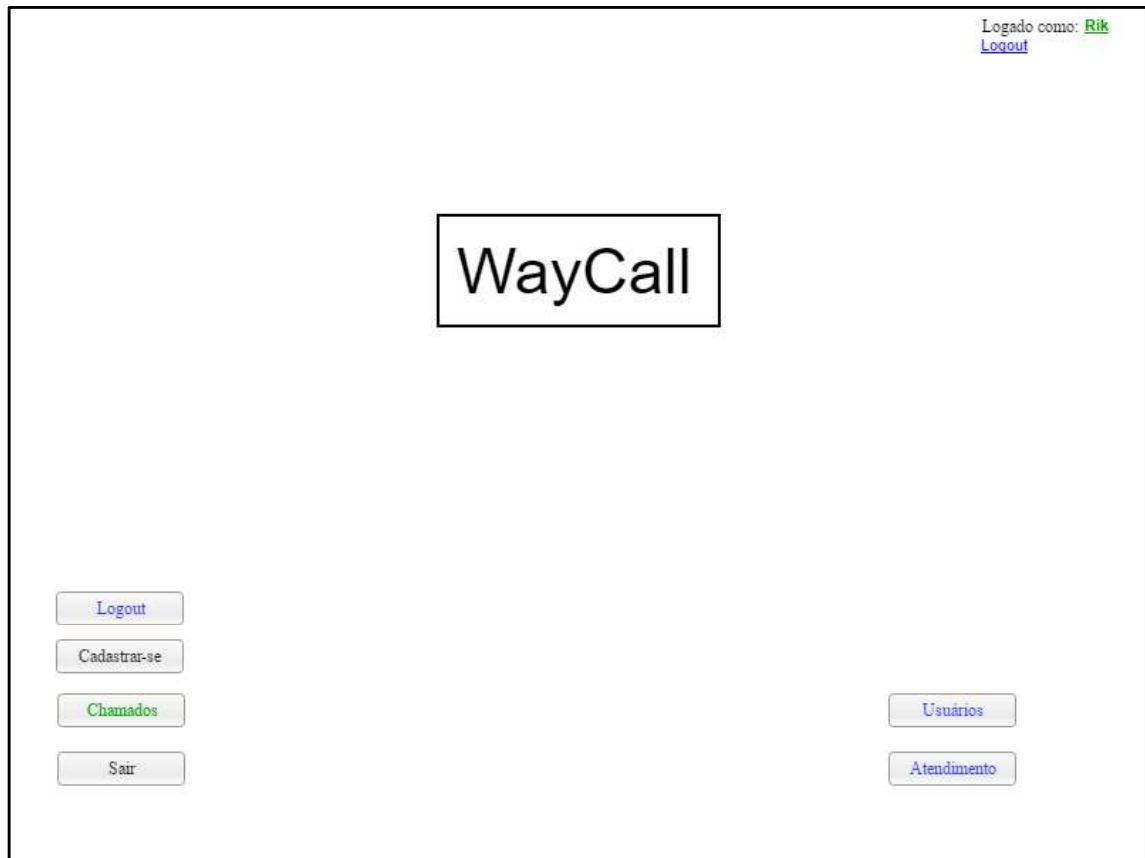 Logado como: Rik
Logout
WayCall
Logout
Cadastrar-se
Chamados
Usuários
Sair
Atendimento